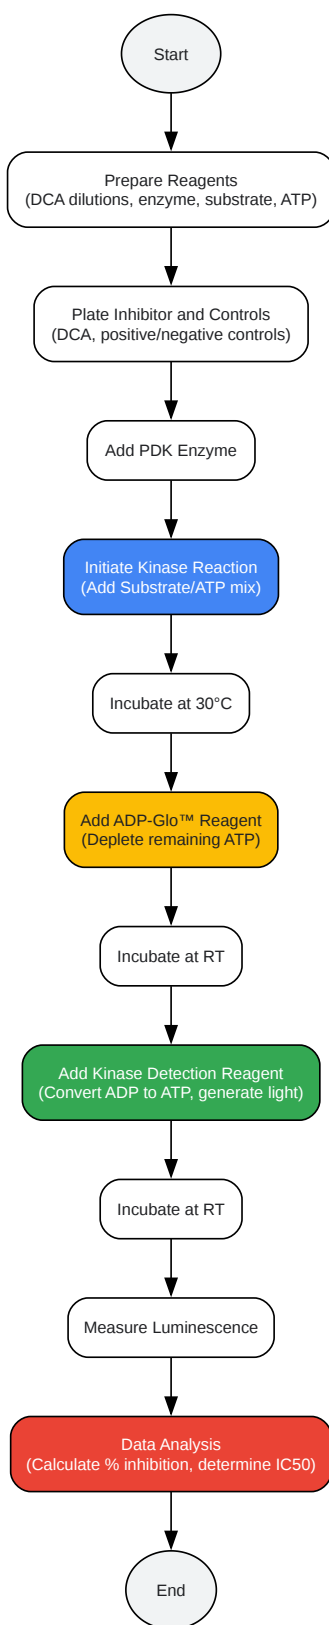 Start
Prepare Reagents
(DCA dilutions, enzyme, substrate, ATP)
Plate Inhibitor and Controls
(DCA, positive/negative controls)
Add PDK Enzyme
Initiate Kinase Reaction
(Add Substrate/ATP mix)
Incubate at 30°C
Add ADP-Glo™ Reagent
(Deplete remaining ATP)
Incubate at RT
Add Kinase Detection Reagent
(Convert ADP to ATP, generate light)
Incubate at RT
Measure Luminescence
Data Analysis
(Calculate % inhibition, determine IC50)
End